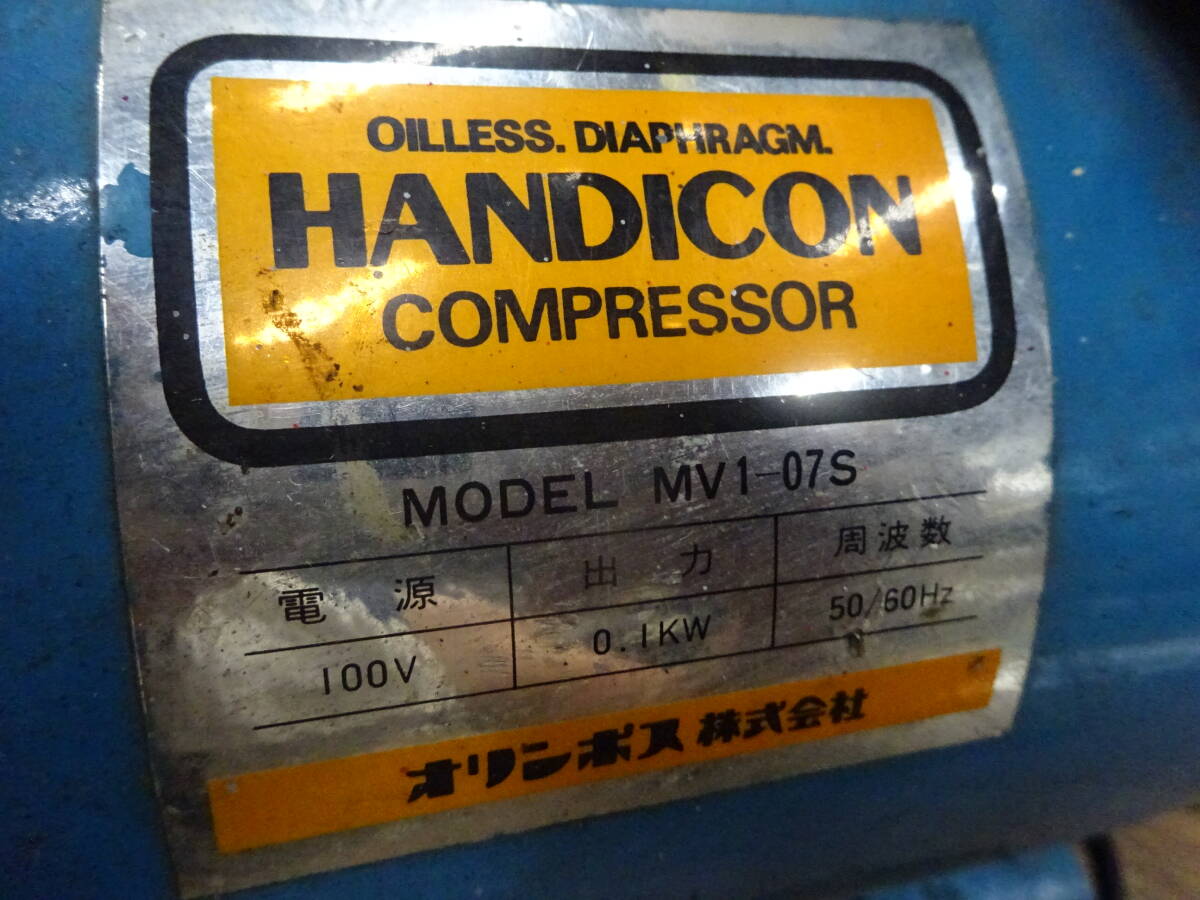 OILLESS. DIAPHRAGM.
HANDICON
COMPRESSOR
MODEL MV1-07S
電源 出力 周波数
100V 0.1KW 50/60Hz
オリンポス株式会社